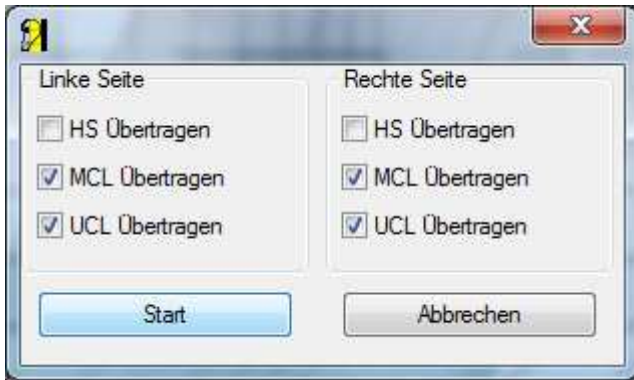 Linke Seite
HS Übertragen
MCL Übertragen
UCL Übertragen
Rechte Seite
HS Übertragen
MCL Übertragen
UCL Übertragen
Start
Abbrechen